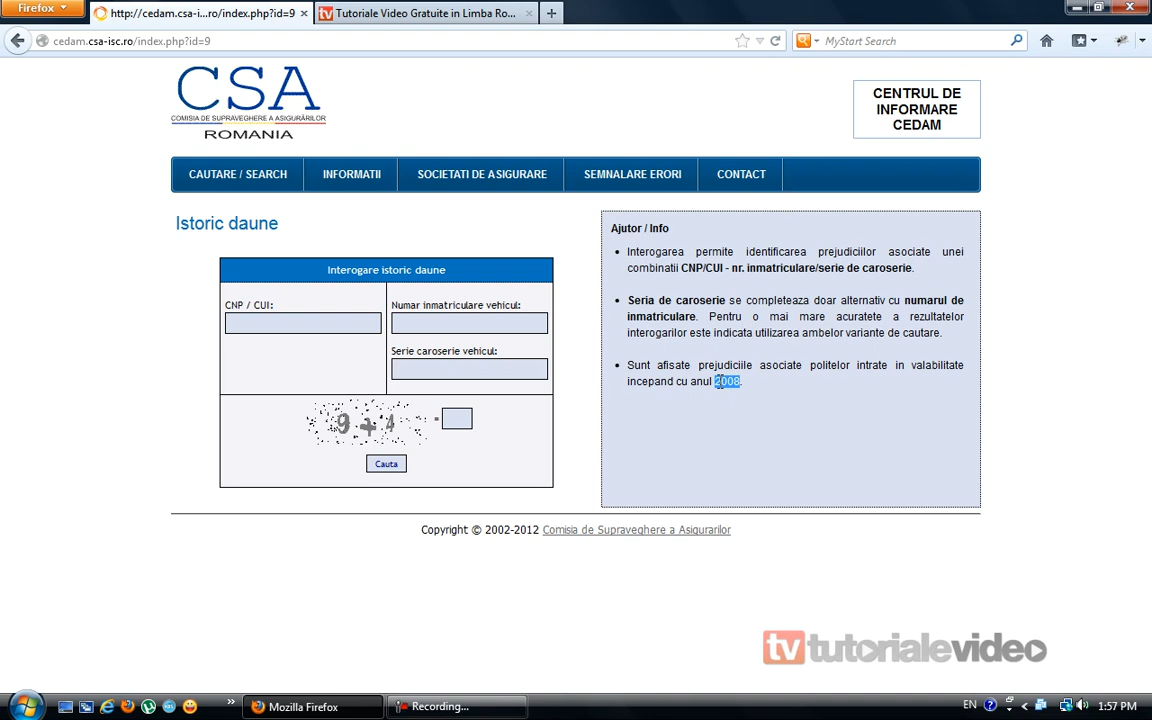 Firefox
http://cedam.csa-i...ro/index.php?id=9
Tutoriale Video Gratuite in Limba Ro...
cedam.csa-isc.ro/index.php?id=9
MyStart Search
CSA
COMISIA DE SUPRAVEGHERE A ASIGURĂRILOR
ROMANIA
CENTRUL DE
INFORMARE
CEDAM
CAUTARE / SEARCH
INFORMATII
SOCIETATI DE ASIGURARE
SEMNALARE ERORI
CONTACT
Istoric daune
Interogare istoric daune
CNP / CUI:
Numar inmatriculare vehicul:
Serie caroserie vehicul:
9 + 4 =
Cauta
Ajutor / Info
Interogarea permite identificarea prejudiciilor asociate unei
combinatii CNP/CUI - nr. inmatriculare/serie de caroserie.
Seria de caroserie se completeaza doar alternativ cu numarul de
inmatriculare. Pentru o mai mare acuratete a rezultatelor
interogarilor este indicata utilizarea ambelor variante de cautare.
Sunt afisate prejudiciile asociate politelor intrate in valabilitate
incepand cu anul 2008.
Copyright © 2002-2012 Comisia de Supraveghere a Asigurarilor
tv tutorialevideo
Mozilla Firefox
Recording...
EN
1:57 PM